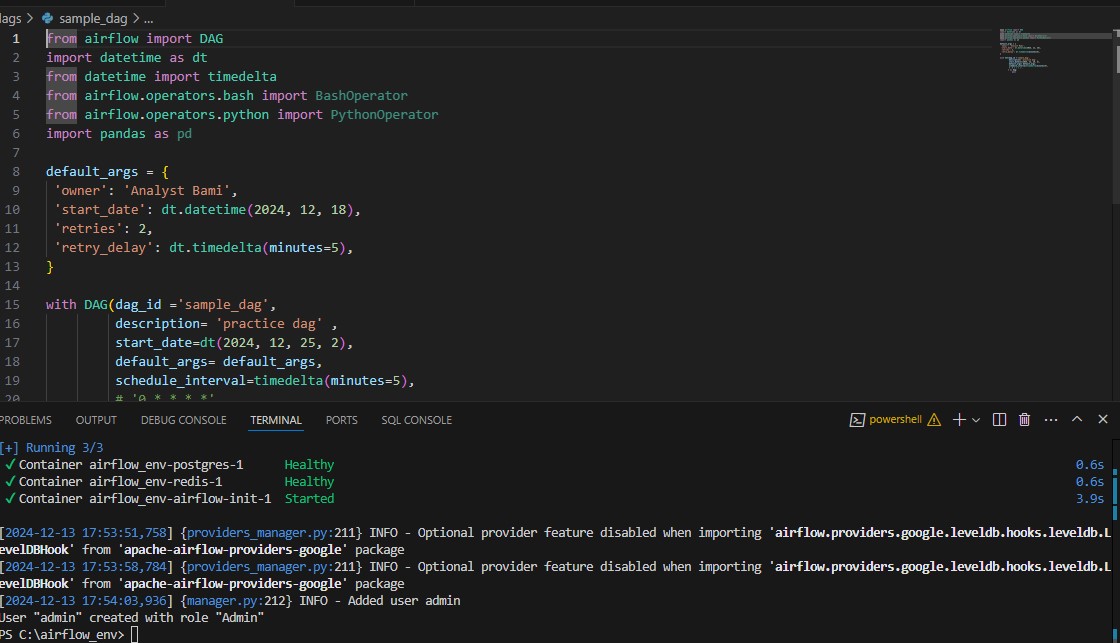 dags > sample_dag > ...
1 from airflow import DAG
2 import datetime as dt
3 from datetime import timedelta
4 from airflow.operators.bash import BashOperator
5 from airflow.operators.python import PythonOperator
6 import pandas as pd
7
8 default_args = {
9 'owner': 'Analyst Bami',
10 'start_date': dt.datetime(2024, 12, 18),
11 'retries': 2,
12 'retry_delay': dt.timedelta(minutes=5),
13 }
14
15 with DAG(dag_id ='sample_dag',
16 description= 'practice dag' ,
17 start_date=dt(2024, 12, 25, 2),
18 default_args= default_args,
19 schedule_interval=timedelta(minutes=5),
20 # '0 * * * *'
PROBLEMS OUTPUT DEBUG CONSOLE TERMINAL PORTS SQL CONSOLE powershell
[+] Running 3/3
✓Container airflow_env-postgres-1 Healthy 0.6s
✓Container airflow_env-redis-1 Healthy 0.6s
✓Container airflow_env-airflow-init-1 Started 3.9s
[2024-12-13 17:53:51,758] {providers_manager.py:211} INFO - Optional provider feature disabled when importing 'airflow.providers.google.leveldb.hooks.leveldb.L
evelDBHook' from 'apache-airflow-providers-google' package
[2024-12-13 17:53:58,784] {providers_manager.py:211} INFO - Optional provider feature disabled when importing 'airflow.providers.google.leveldb.hooks.leveldb.L
evelDBHook' from 'apache-airflow-providers-google' package
[2024-12-13 17:54:03,936] {manager.py:212} INFO - Added user admin
User "admin" created with role "Admin"
PS C:\airflow_env>